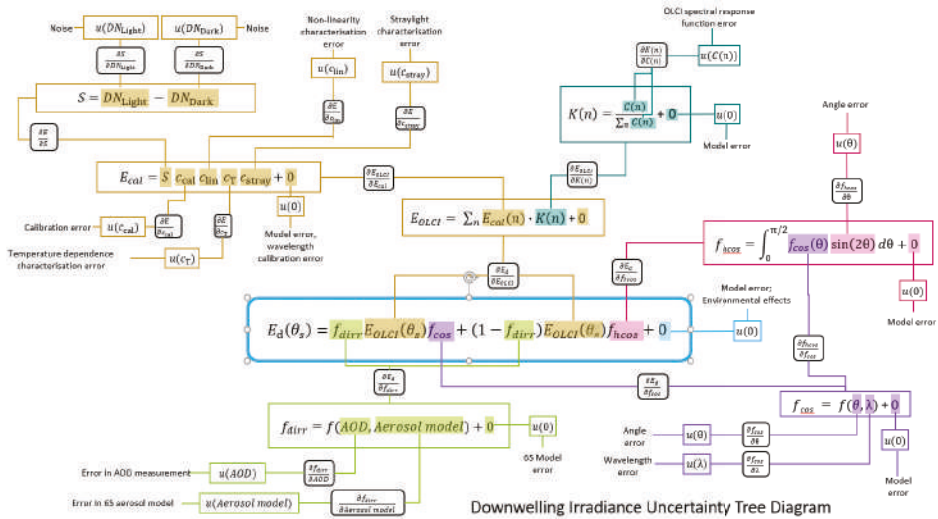 OLCI spectral response
function error
Noise
u(DN_Light)
u(DN_Dark)
Noise
Non-linearity
characterisation
error
Straylight
characterisation
error
∂S/∂DN_Light
∂S/∂DN_Dark
u(c_lin)
u(c_stray)
∂K(n)/∂C(n)
u(C(n))
S = DN_Light − DN_Dark
∂E/∂c_lin
∂E/∂c_stray
K(n) = C(n)/∑_n C(n) + 0
u(0)
Model error
Angle error
u(θ)
∂S/∂S
∂f_hcos/∂θ
E_cal = S c_cal c_lin c_T c_stray + 0
∂E_OLCI/∂E_cal
∂E_OLCI/∂K(n)
Calibration error
u(c_cal)
∂E/∂c_cal
∂E/∂c_T
u(0)
Model error,
wavelength
calibration error
Temperature dependence
characterisation error
u(c_T)
E_OLCI = ∑_n E_cal(n) · K(n) + 0
f_hcos = ∫_0^π/2 f_cos(θ) sin(2θ) dθ + 0
u(0)
Model error
∂E_d/∂E_OLCI
∂E_d/∂f_hcos
Model error;
Environmental effects
u(0)
E_d(θ_s) = f_dirr E_OLCI(θ_s) f_cos + (1 − f_dirr) E_OLCI(θ_s) f_hcos + 0
∂f_hcos/∂f_cos
∂E_d/∂f_dirr
∂E_d/∂f_cos
f_cos = f(θ, λ) + 0
f_dirr = f(AOD, Aerosol model) + 0
u(0)
6S Model
error
Angle
error
u(θ)
∂f_cos/∂θ
u(0)
Model
error
Wavelength
error
u(λ)
∂f_cos/∂λ
Error in AOD measurement
u(AOD)
∂f_dirr/∂AOD
Error in 6S aerosol model
u(Aerosol model)
∂f_dirr/∂Aerosol model
Downwelling Irradiance Uncertainty Tree Diagram